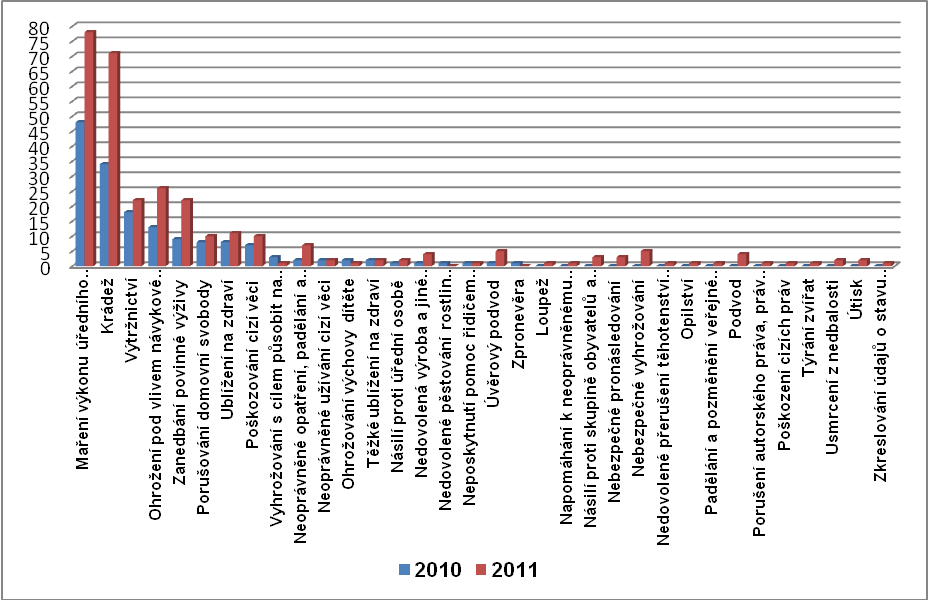 80
75
70
65
60
55
50
45
40
35
30
25
20
15
10
5
0
Maření výkonu úředního…
Krádež
Výtržnictví
Ohrožení pod vlivem návykové…
Zanedbání povinné výživy
Porušování domovní svobody
Ublížení na zdraví
Poškozování cizí věci
Vyhrožování s cílem působit na…
Neoprávněné opatření, padělání a…
Neoprávněné užívání cizí věci
Ohrožování výchovy dítěte
Těžké ublížení na zdraví
Násilí proti úřední osobě
Nedovolená výroba a jiné…
Nedovolené pěstování rostlin…
Neposkytnutí pomoc řidičem…
Úvěrový podvod
Zpronevěra
Loupež
Napomáhání k neoprávněnému…
Násilí proti skupině obyvatelů a…
Nebezpečné pronásledování
Nebezpečné vyhrožování
Nedovolené přerušení těhotenství
Opilství
Padělání a pozměnění veřejné…
Podvod
Porušení autorského práva, práv…
Poškození cizích práv
Týrání zvířat
Usmrcení z nedbalosti
Útisk
Zkreslování údajů o stavu…
2010 2011